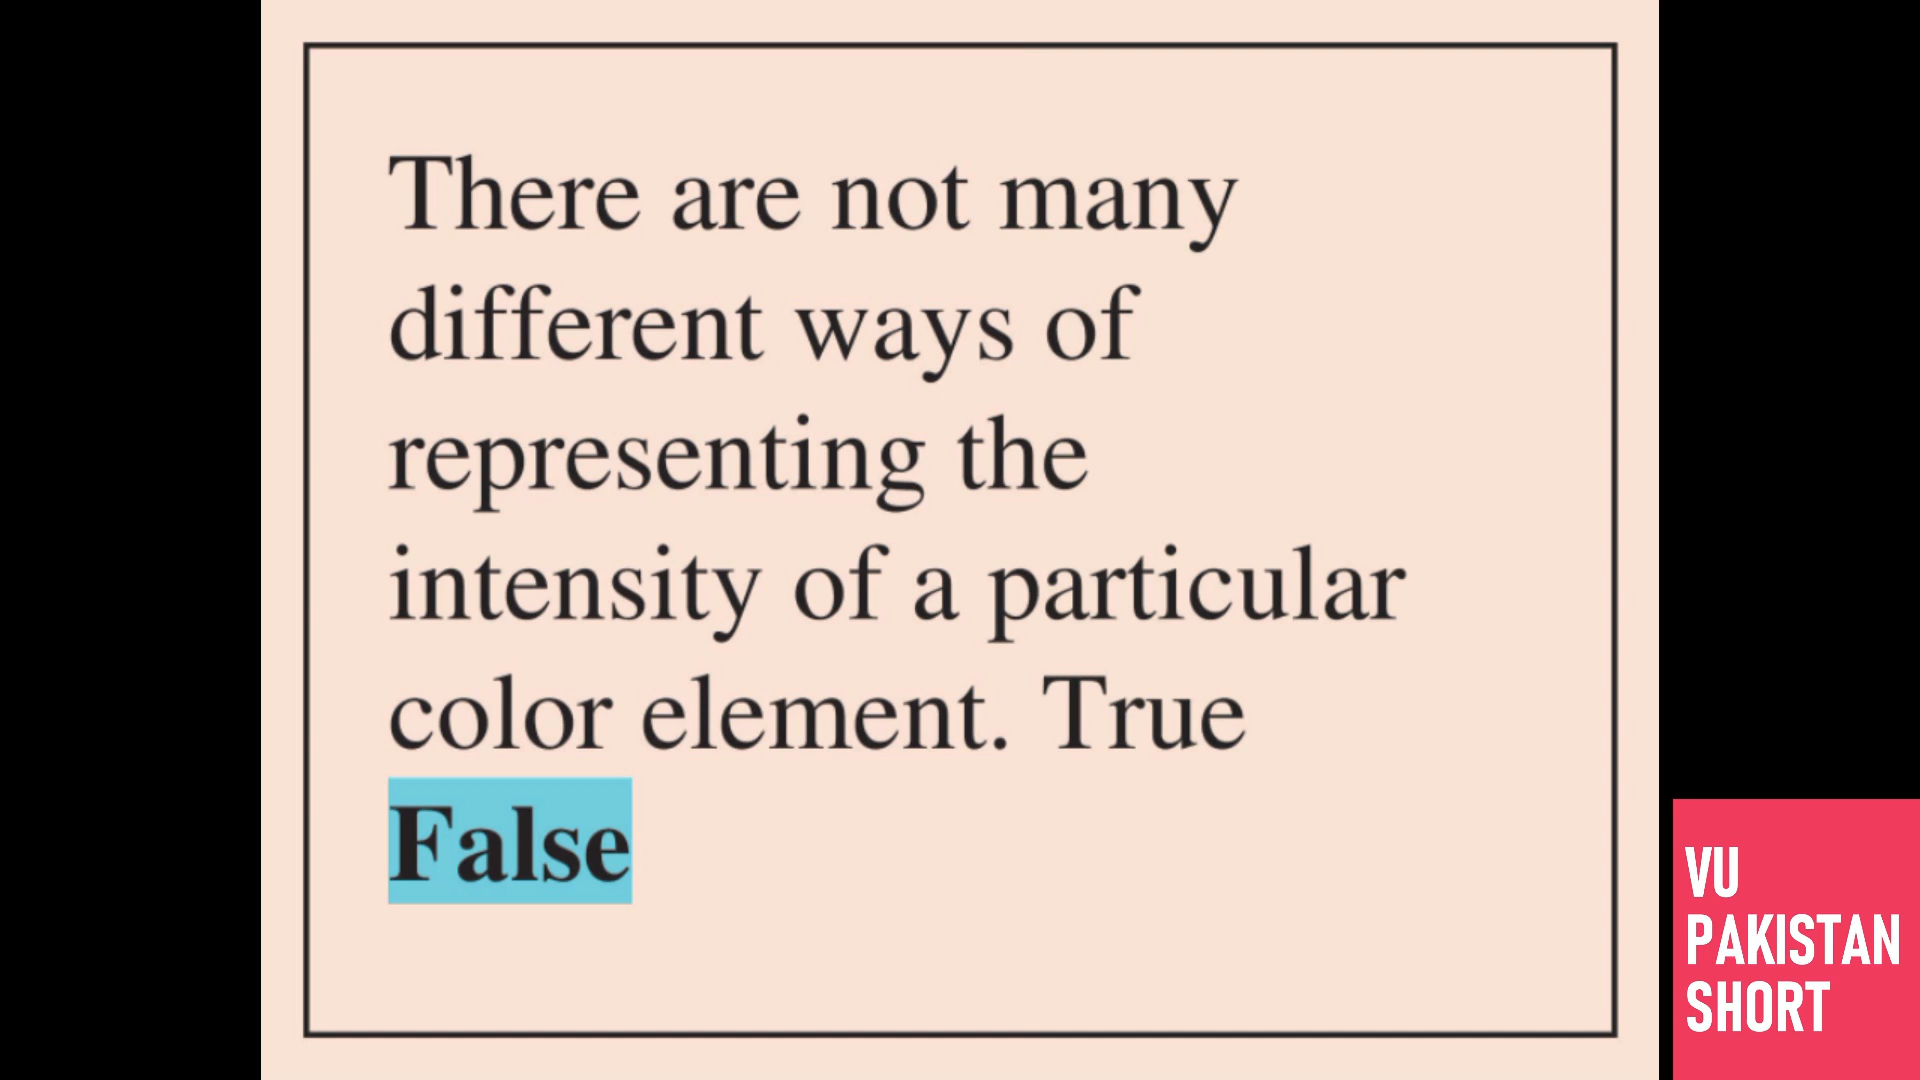 There are not many
different ways of
representing the
intensity of a particular
color element. True
False
VU
PAKISTAN
SHORT